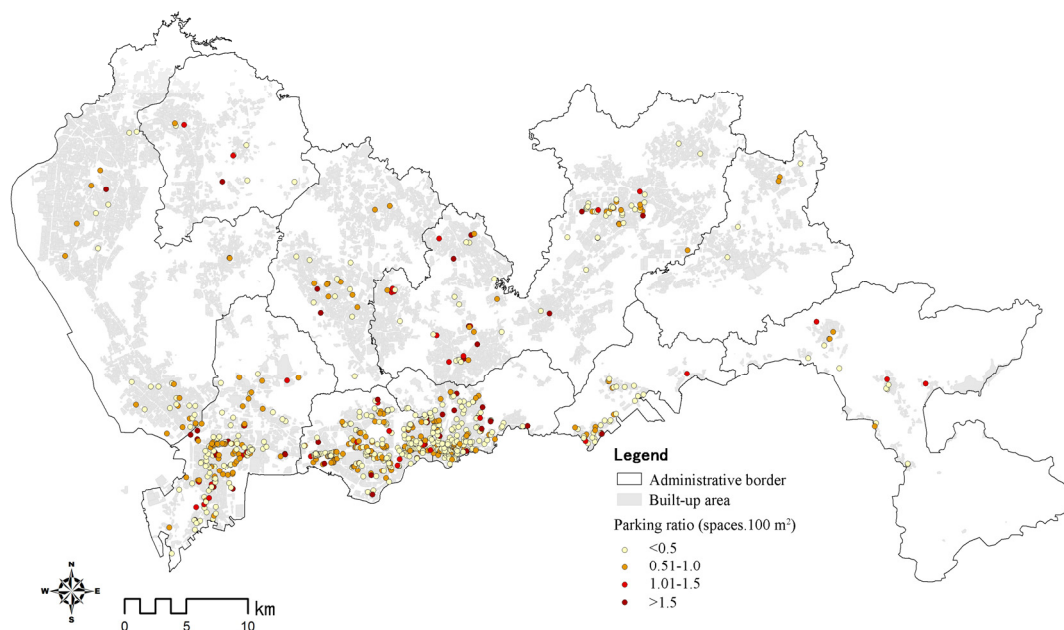 Legend
Administrative border
Built-up area
Parking ratio (spaces.100 m²)
<0.5
0.51-1.0
1.01-1.5
>1.5
N
W E
S
km
0 5 10